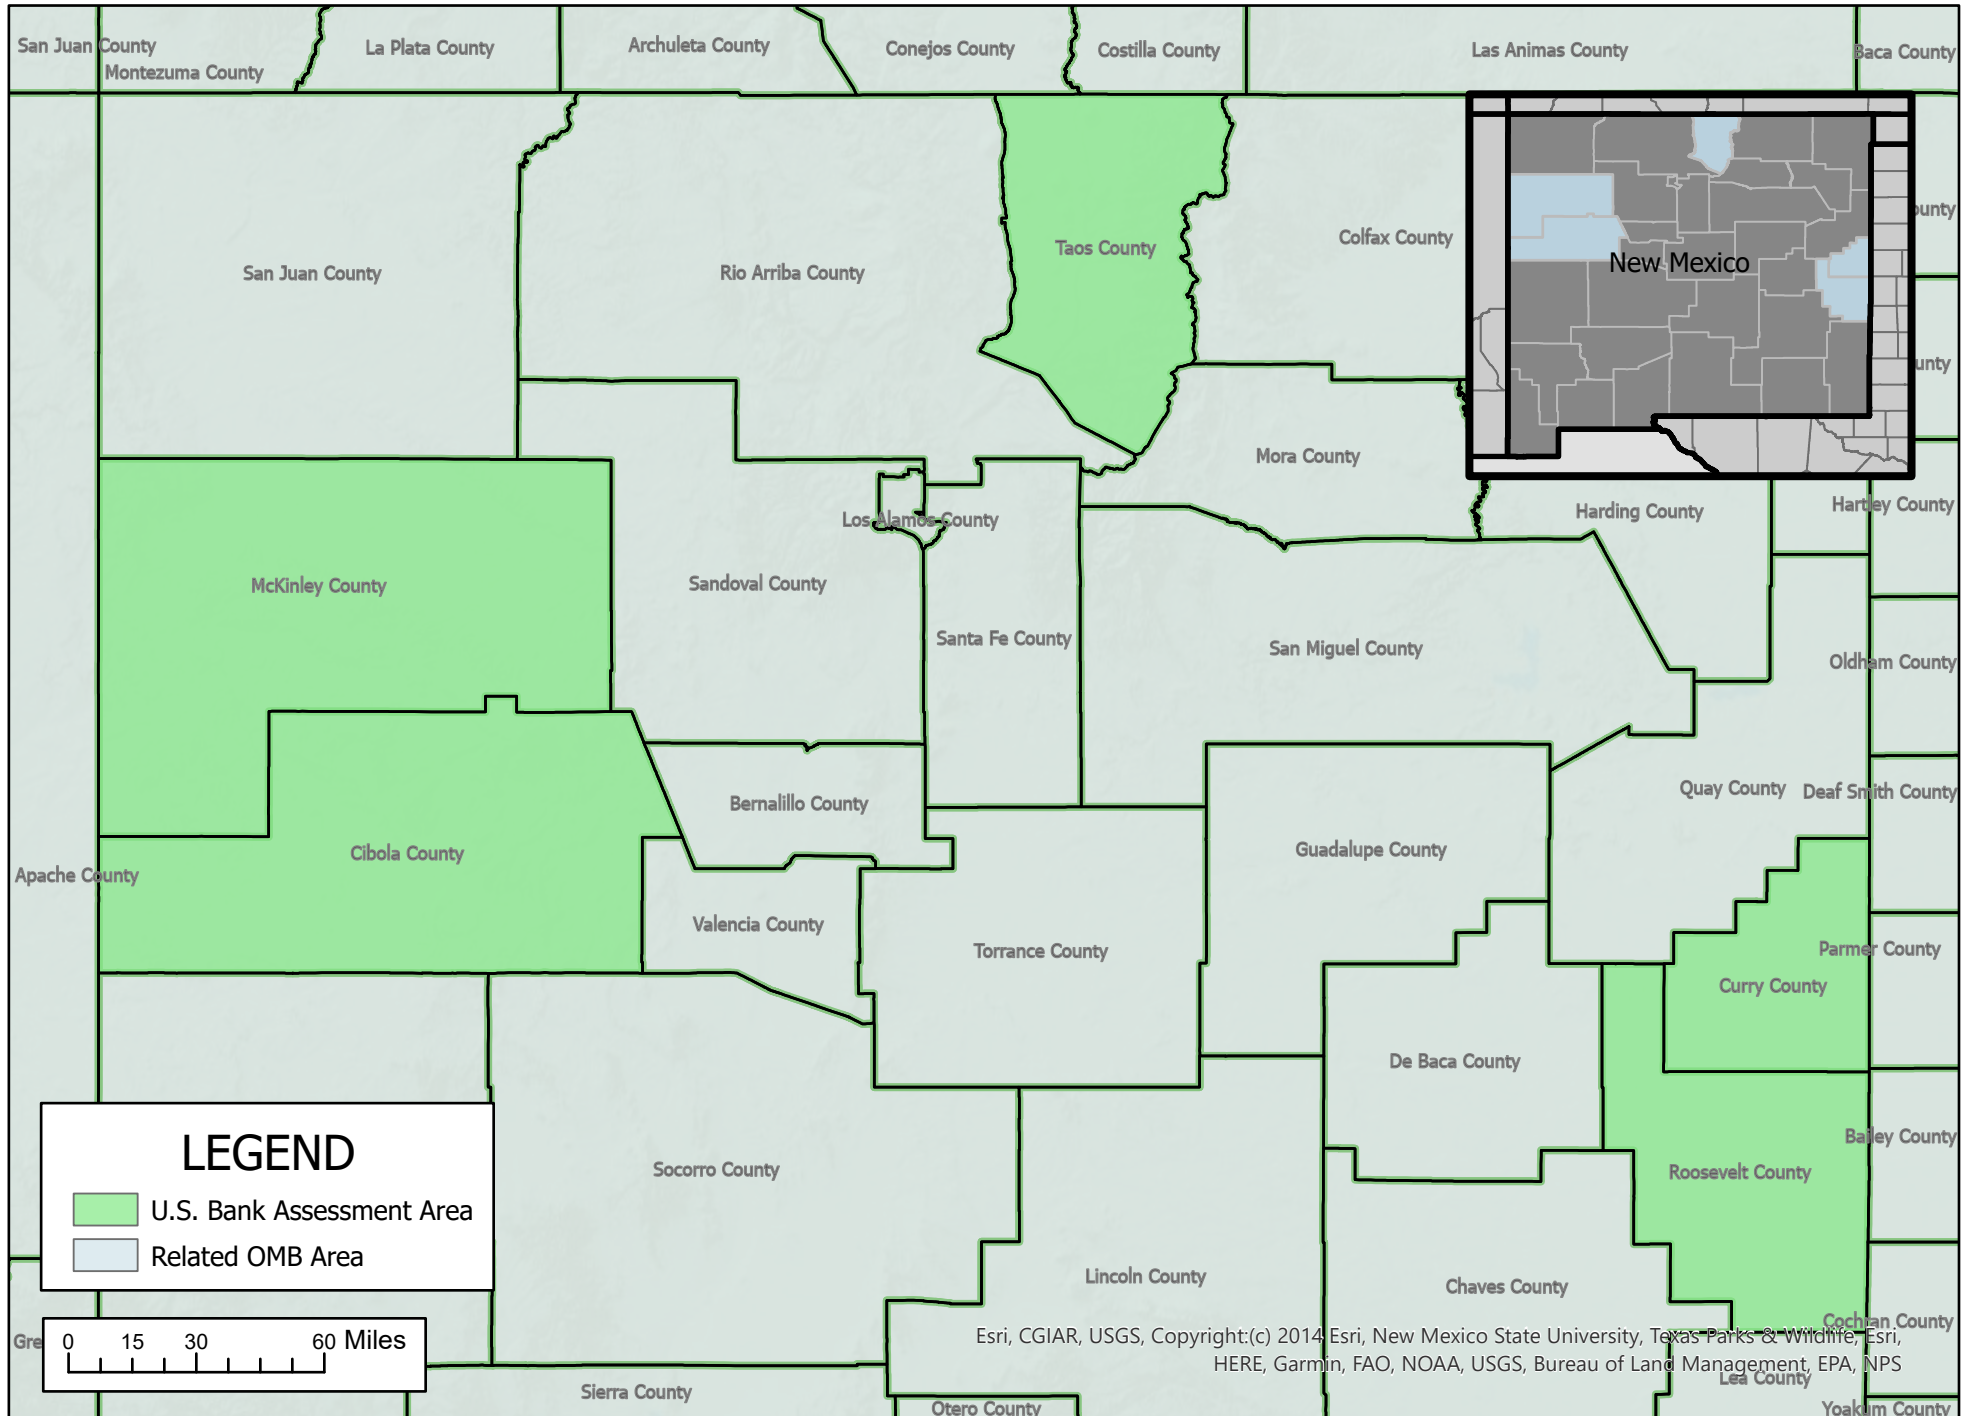 San Juan County
Montezuma County
La Plata County
Archuleta County
Conejos County
Costilla County
Las Animas County
Baca County
San Juan County
Rio Arriba County
Taos County
Colfax County
New Mexico
unty
Mora County
Harding County
Hartley County
Los Alamos County
McKinley County
Sandoval County
Santa Fe County
San Miguel County
Oldham County
Bernalillo County
Quay County
Deaf Smith County
Cibola County
Guadalupe County
Apache County
Valencia County
Torrance County
Parmer County
Curry County
De Baca County
Bailey County
Socorro County
Roosevelt County
Lincoln County
Chaves County
Cochran County
LEGEND
U.S. Bank Assessment Area
Related OMB Area
Gre
0 15 30 60 Miles
Esri, CGIAR, USGS, Copyright:(c) 2014 Esri, New Mexico State University, Texas Parks & Wildlife, Esri,
HERE, Garmin, FAO, NOAA, USGS, Bureau of Land Management, EPA, NPS
Lea County
Sierra County
Otero County
Yoakum County